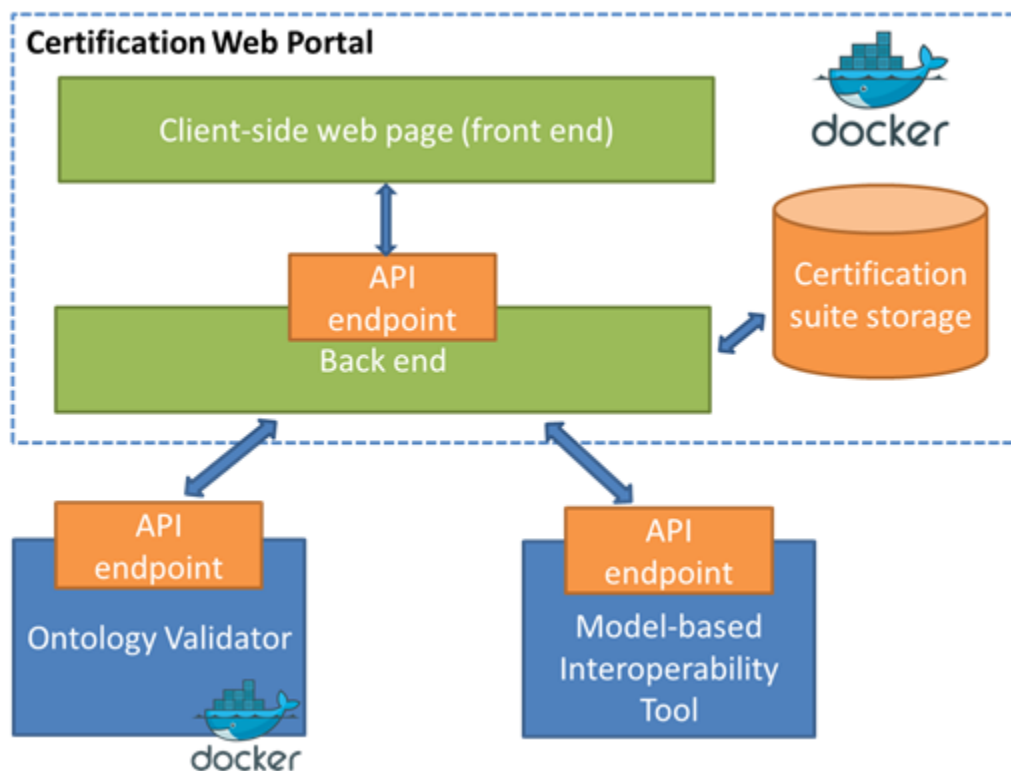 Certification Web Portal
docker
Client-side web page (front end)
API
endpoint
Back end
Certification
suite storage
API
endpoint
Ontology Validator
docker
API
endpoint
Model-based
Interoperability
Tool